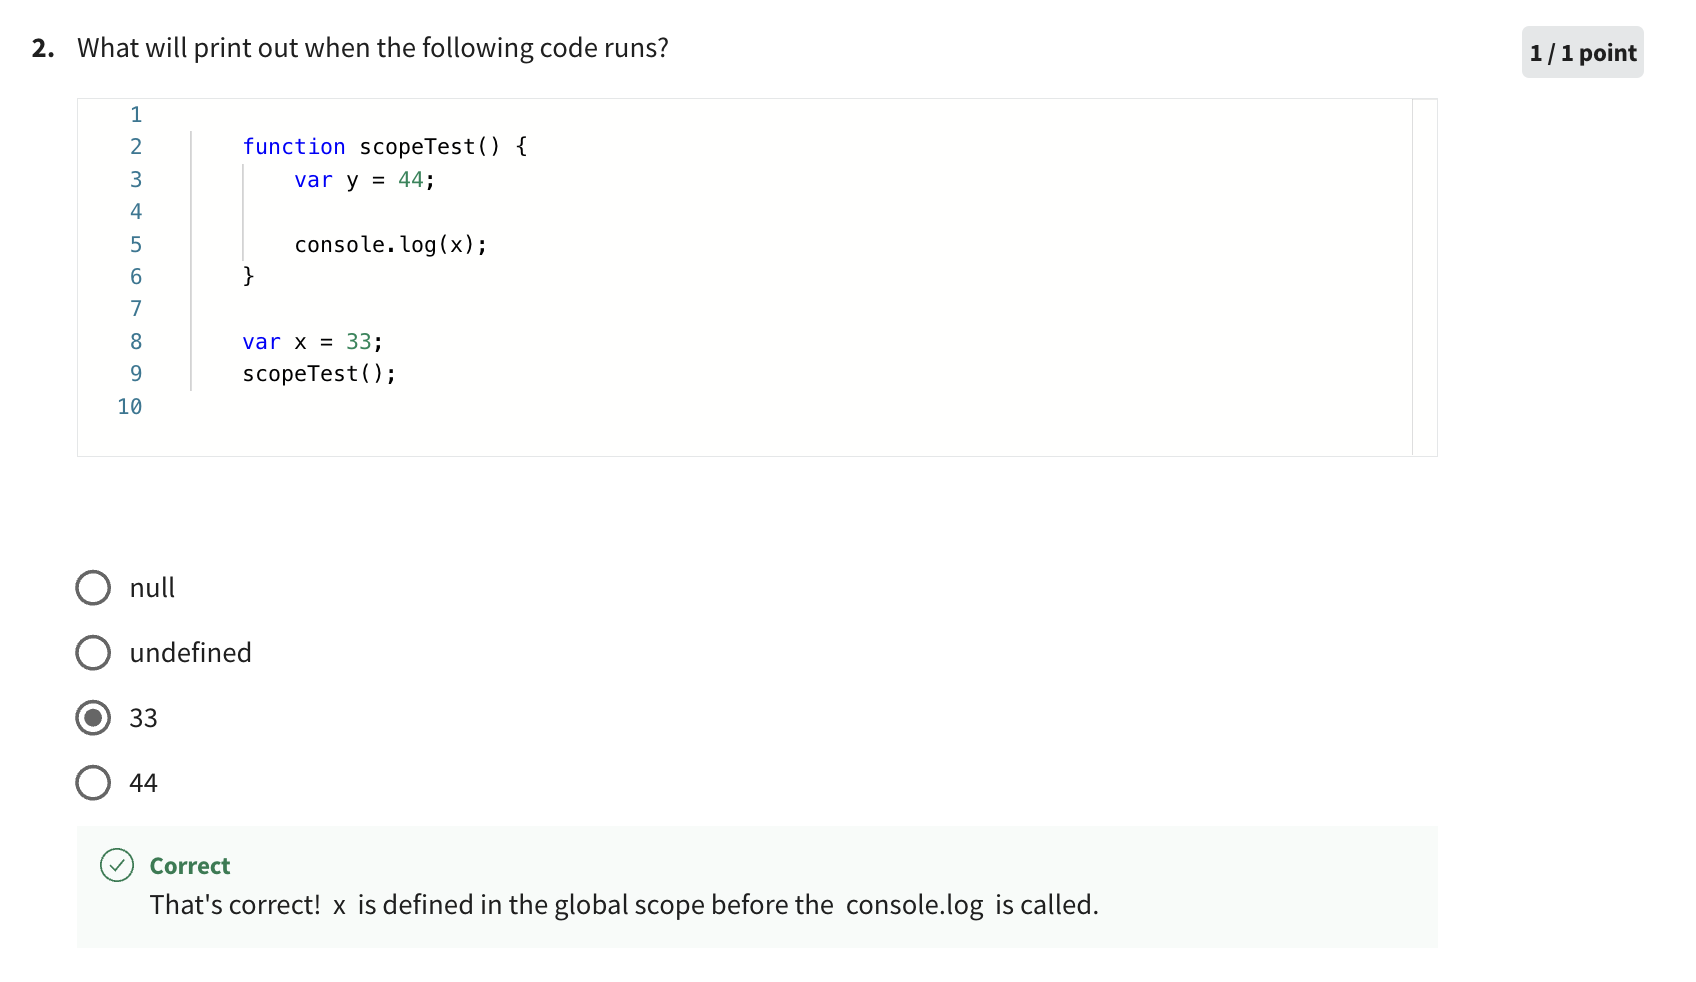 2. What will print out when the following code runs?
1 / 1 point
1
2 function scopeTest() {
3 var y = 44;
4
5 console.log(x);
6 }
7
8 var x = 33;
9 scopeTest();
10
null
undefined
33
44
Correct
That's correct! x is defined in the global scope before the console.log is called.